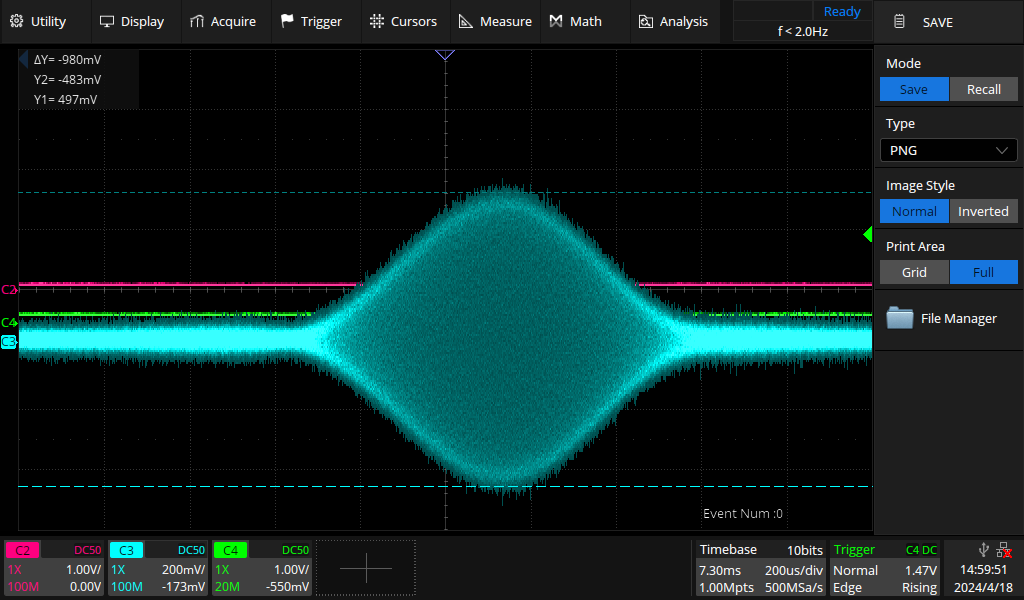 Utility Display Acquire Trigger Cursors Measure Math Analysis Ready SAVE
f < 2.0Hz
ΔY= -980mV
Y2= -483mV
Y1= 497mV
Mode
Save Recall
Type
PNG
Image Style
Normal Inverted
Print Area
Grid Full
File Manager
C2
C4
C3
Event Num :0
C2 DC50 C3 DC50 C4 DC50 Timebase 10bits Trigger C4 DC
1X 1.00V/ 1X 200mV/ 1X 1.00V/ 7.30ms 200us/div Normal 1.47V 14:59:51
100M 0.00V 100M -173mV 20M -550mV 1.00Mpts 500MSa/s Edge Rising 2024/4/18